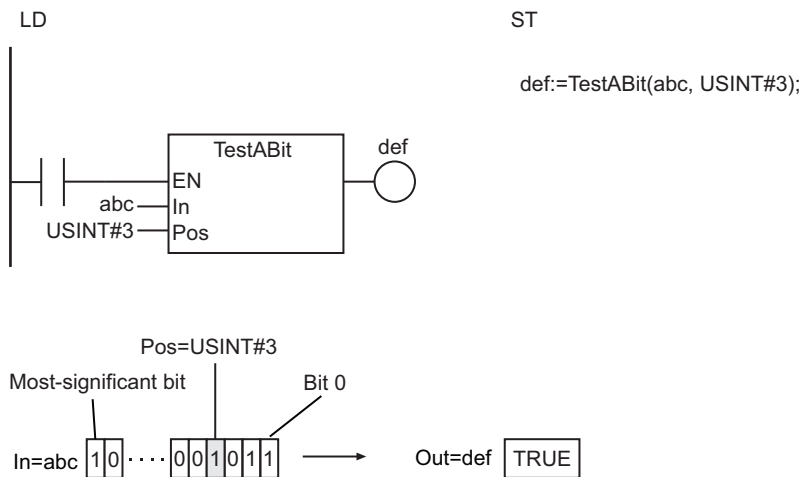 LD
ST
def:=TestABit(abc, USINT#3);
TestABit
def
EN
abc
In
USINT#3
Pos
Pos=USINT#3
Most-significant bit
Bit 0
In=abc 1 0 ···· 0 0 1 0 1 1
Out=def TRUE